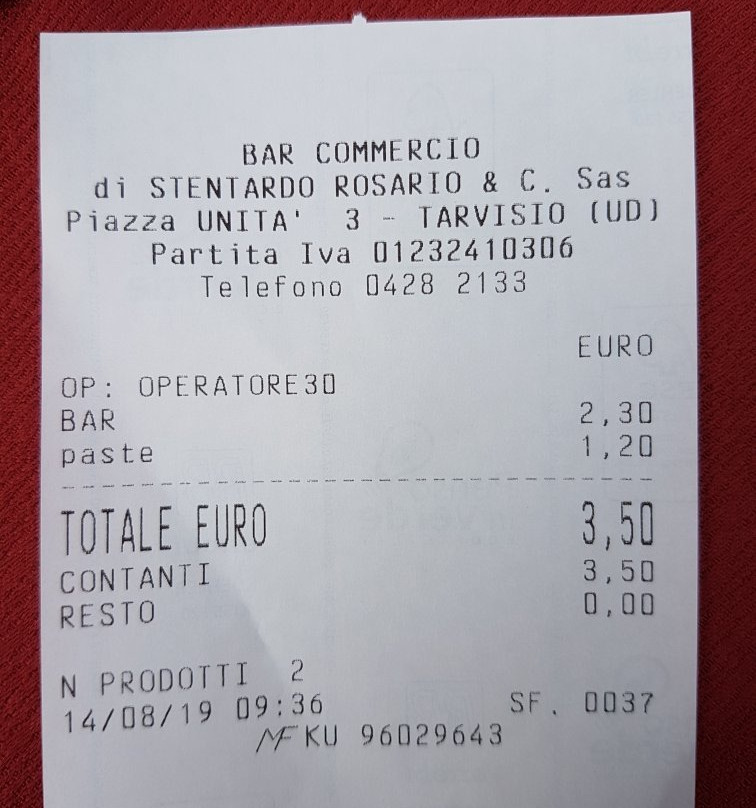 BAR COMMERCIO
di STENTARDO ROSARIO & C. Sas
Piazza UNITA' 3 - TARVISIO (UD)
Partita Iva 01232410306
Telefono 0428 2133
EURO
OP: OPERATORE30
BAR 2,30
paste 1,20
TOTALE EURO 3,50
CONTANTI 3,50
RESTO 0,00
N PRODOTTI 2
14/08/19 09:36 SF. 0037
MF KU 96029643